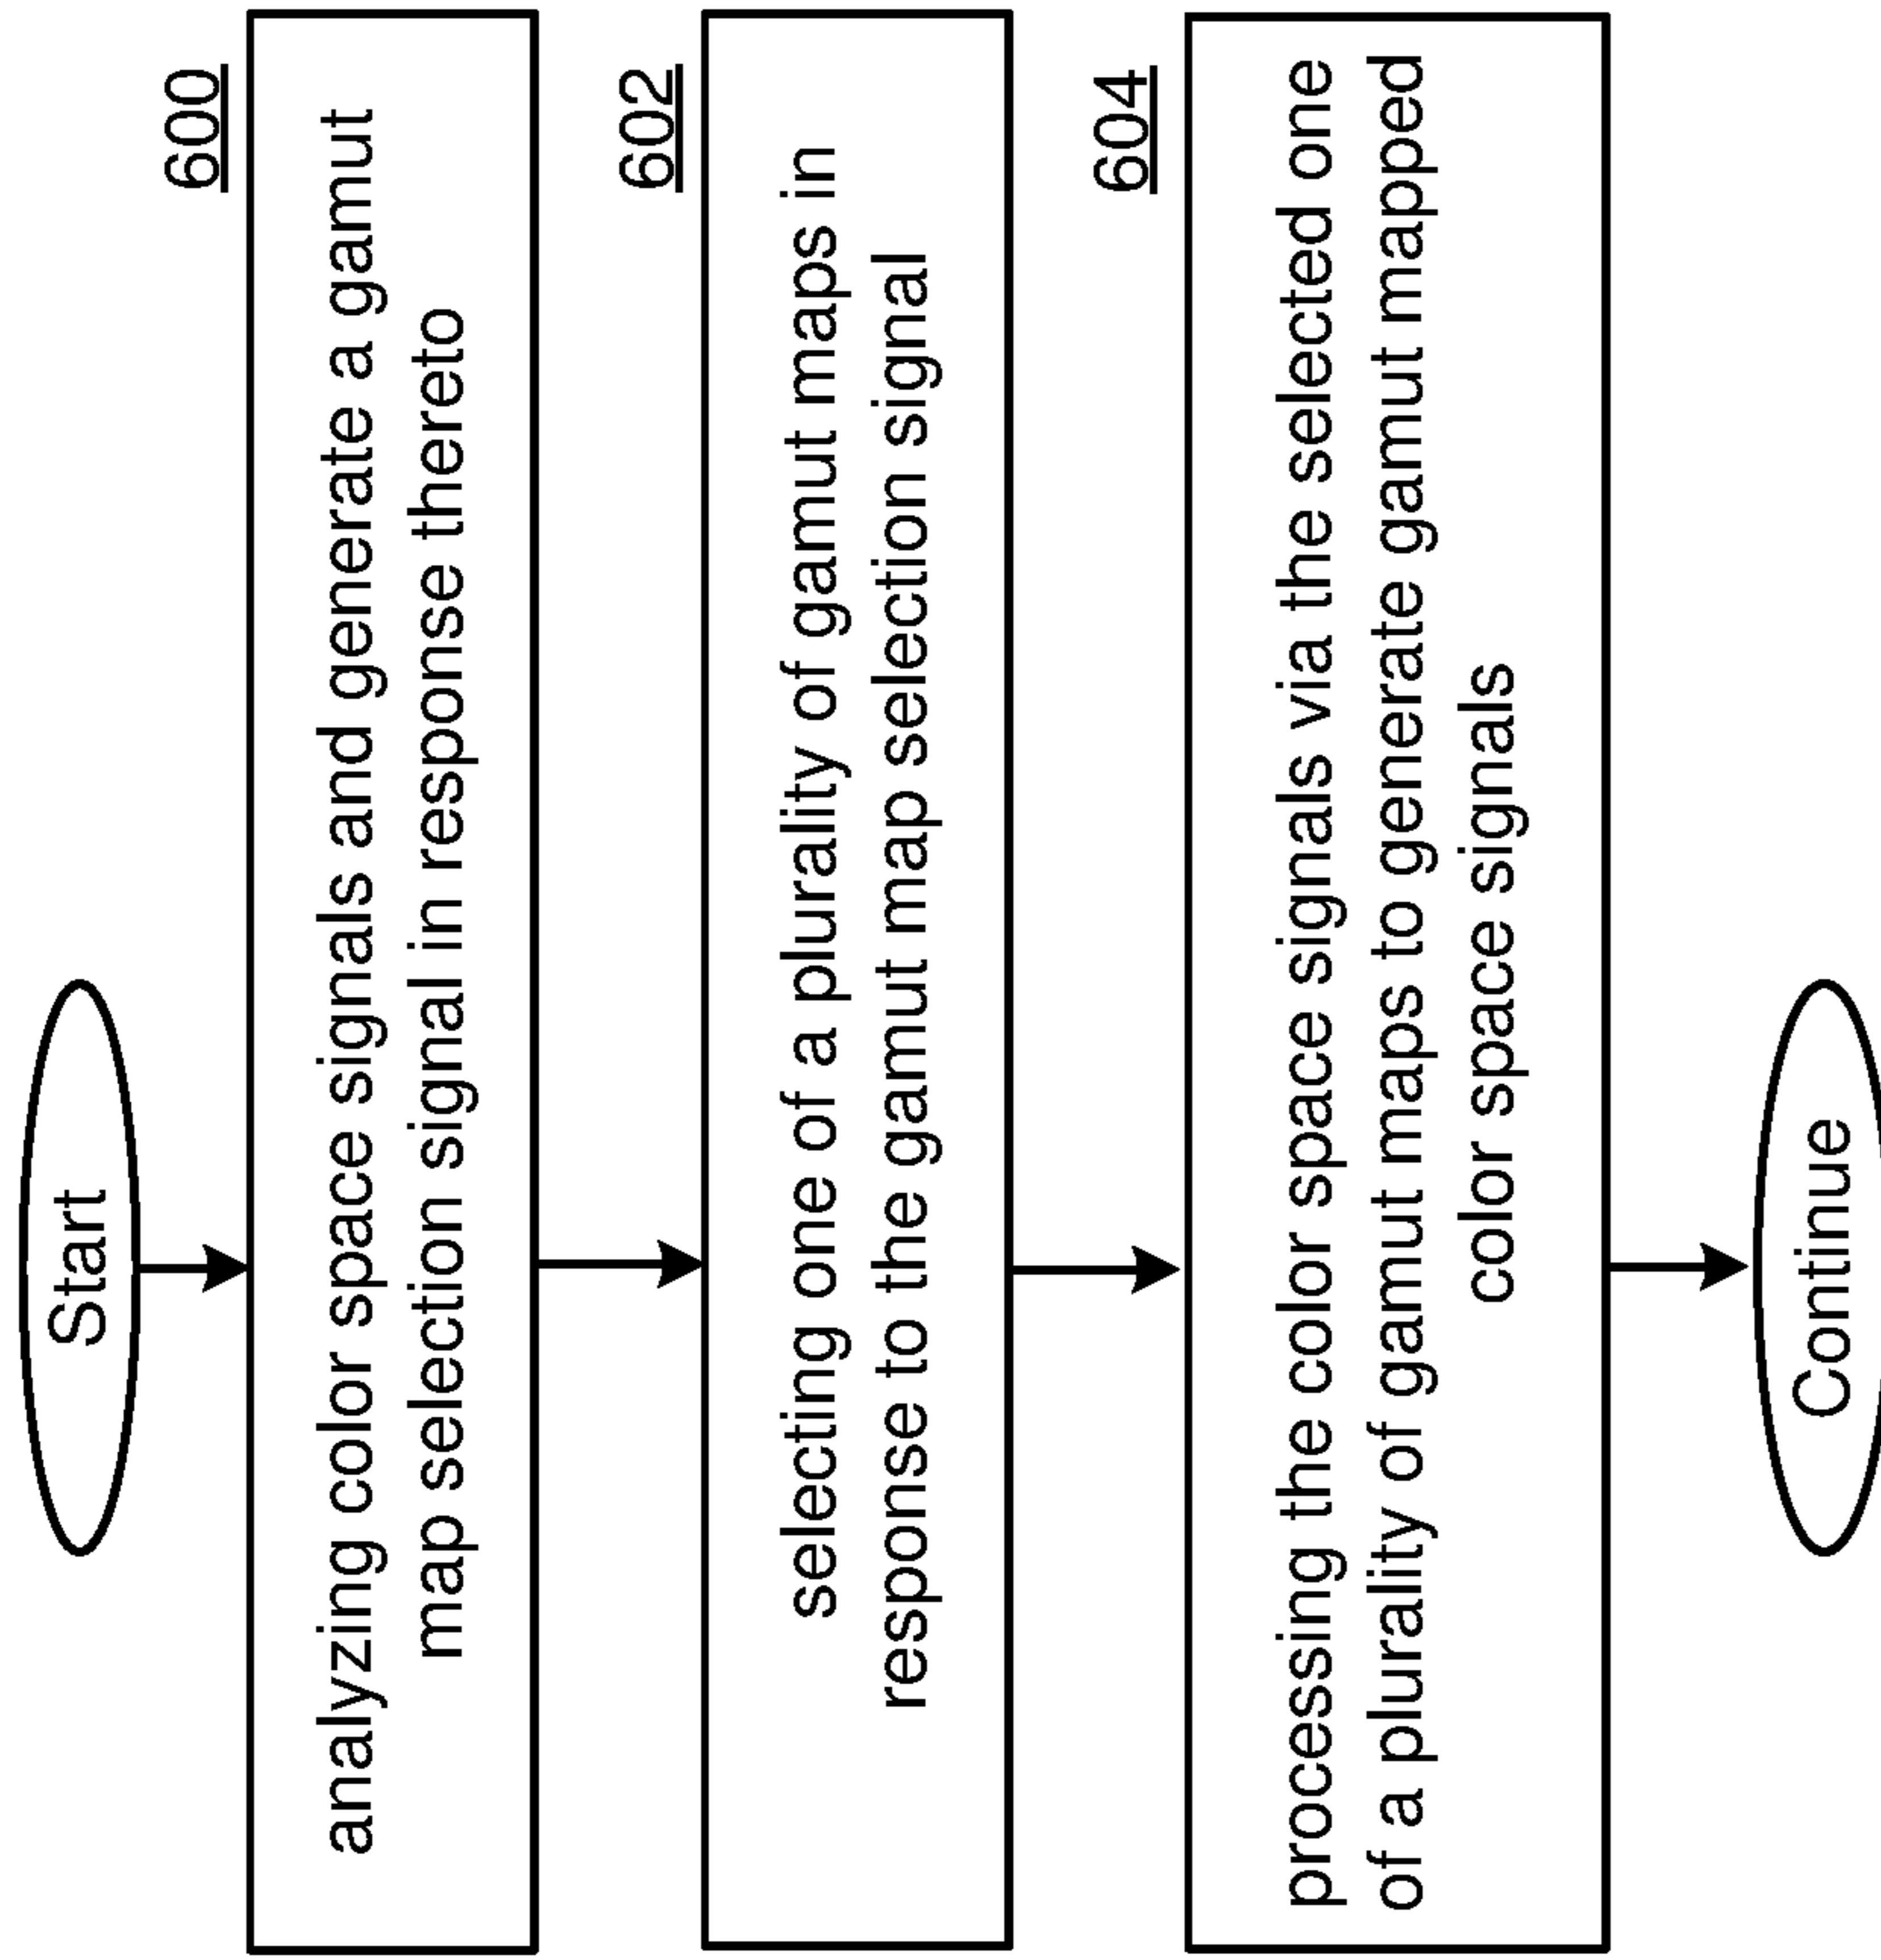 Start
600
analyzing color space signals and generate a gamut
map selection signal in response thereto
602
selecting one of a plurality of gamut maps in
response to the gamut map selection signal
604
processing the color space signals via the selected one
of a plurality of gamut maps to generate gamut mapped
color space signals
Continue